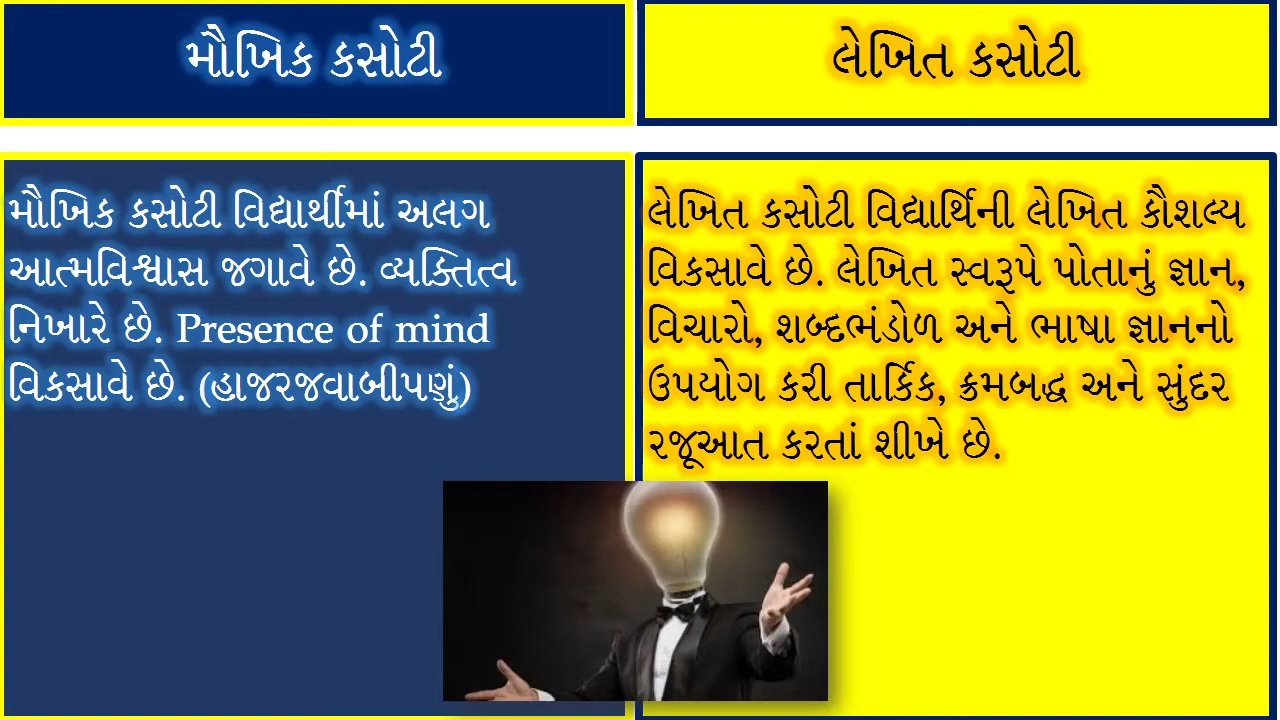 મૌખિક કસોટી
લેખિત કસોટી
મૌખિક કસોટી વિદ્યાર્થીમાં અલગ
આત્મવિશ્વાસ જગાવે છે. વ્યક્તિત્વ
નિખારે છે. Presence of mind
વિકસાવે છે. (હાજરજવાબીપણું)
લેખિત કસોટી વિદ્યાર્થિની લેખિત કૌશલ્ય
વિકસાવે છે. લેખિત સ્વરૂપે પોતાનું જ્ઞાન,
વિચારો, શબ્દભંડોળ અને ભાષા જ્ઞાનનો
ઉપયોગ કરી તાર્કિક, ક્રમબદ્ધ અને સુંદર
રજૂઆત કરતાં શીખે છે.